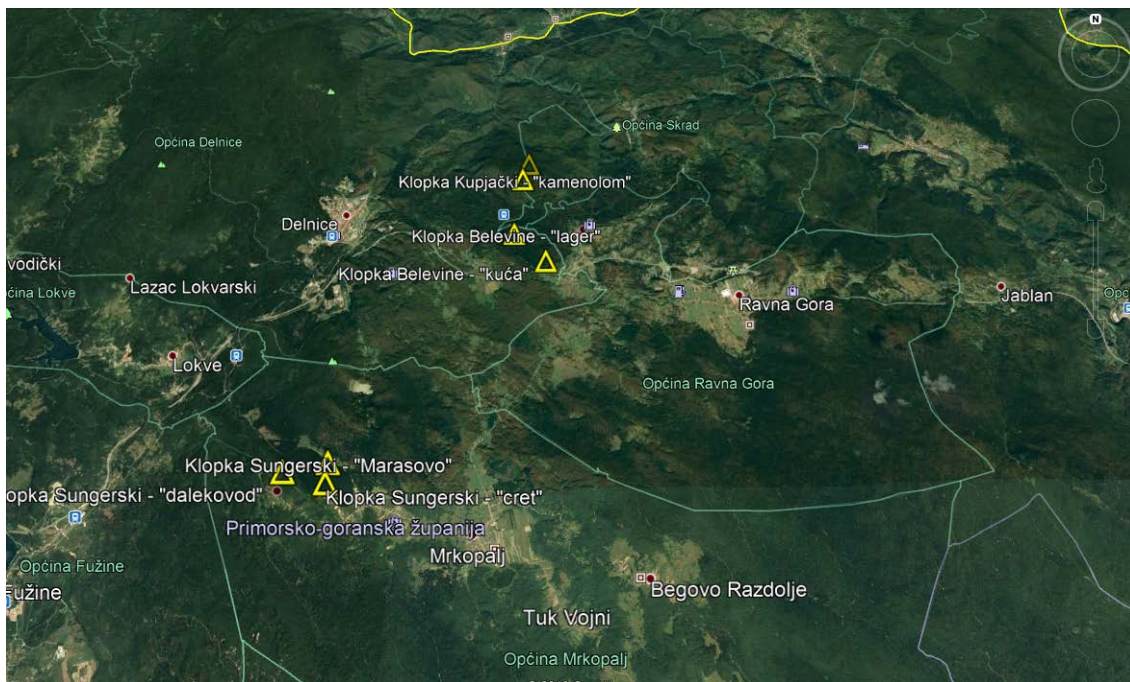 N
Općina Skrad
Općina Delnice
Klopka Kupjački - "kamenolom"
Delnice
Klopka Belevine - "lager"
vodički
Klopka Belevine - "kuća"
Lazac Lokvarski
Jablan
ćina Lokve
Opć
Ravna Gora
Lokve
Općina Ravna Gora
Klopka Sungerski - "Marasovo"
opka Sungerski - "dalekovod"
Klopka Sungerski - "cret"
Primorsko-goranska županija
Mrkopalj
Općina Fužine
Fužine
Begovo Razdolje
Tuk Vojni
Općina Mrkopalj